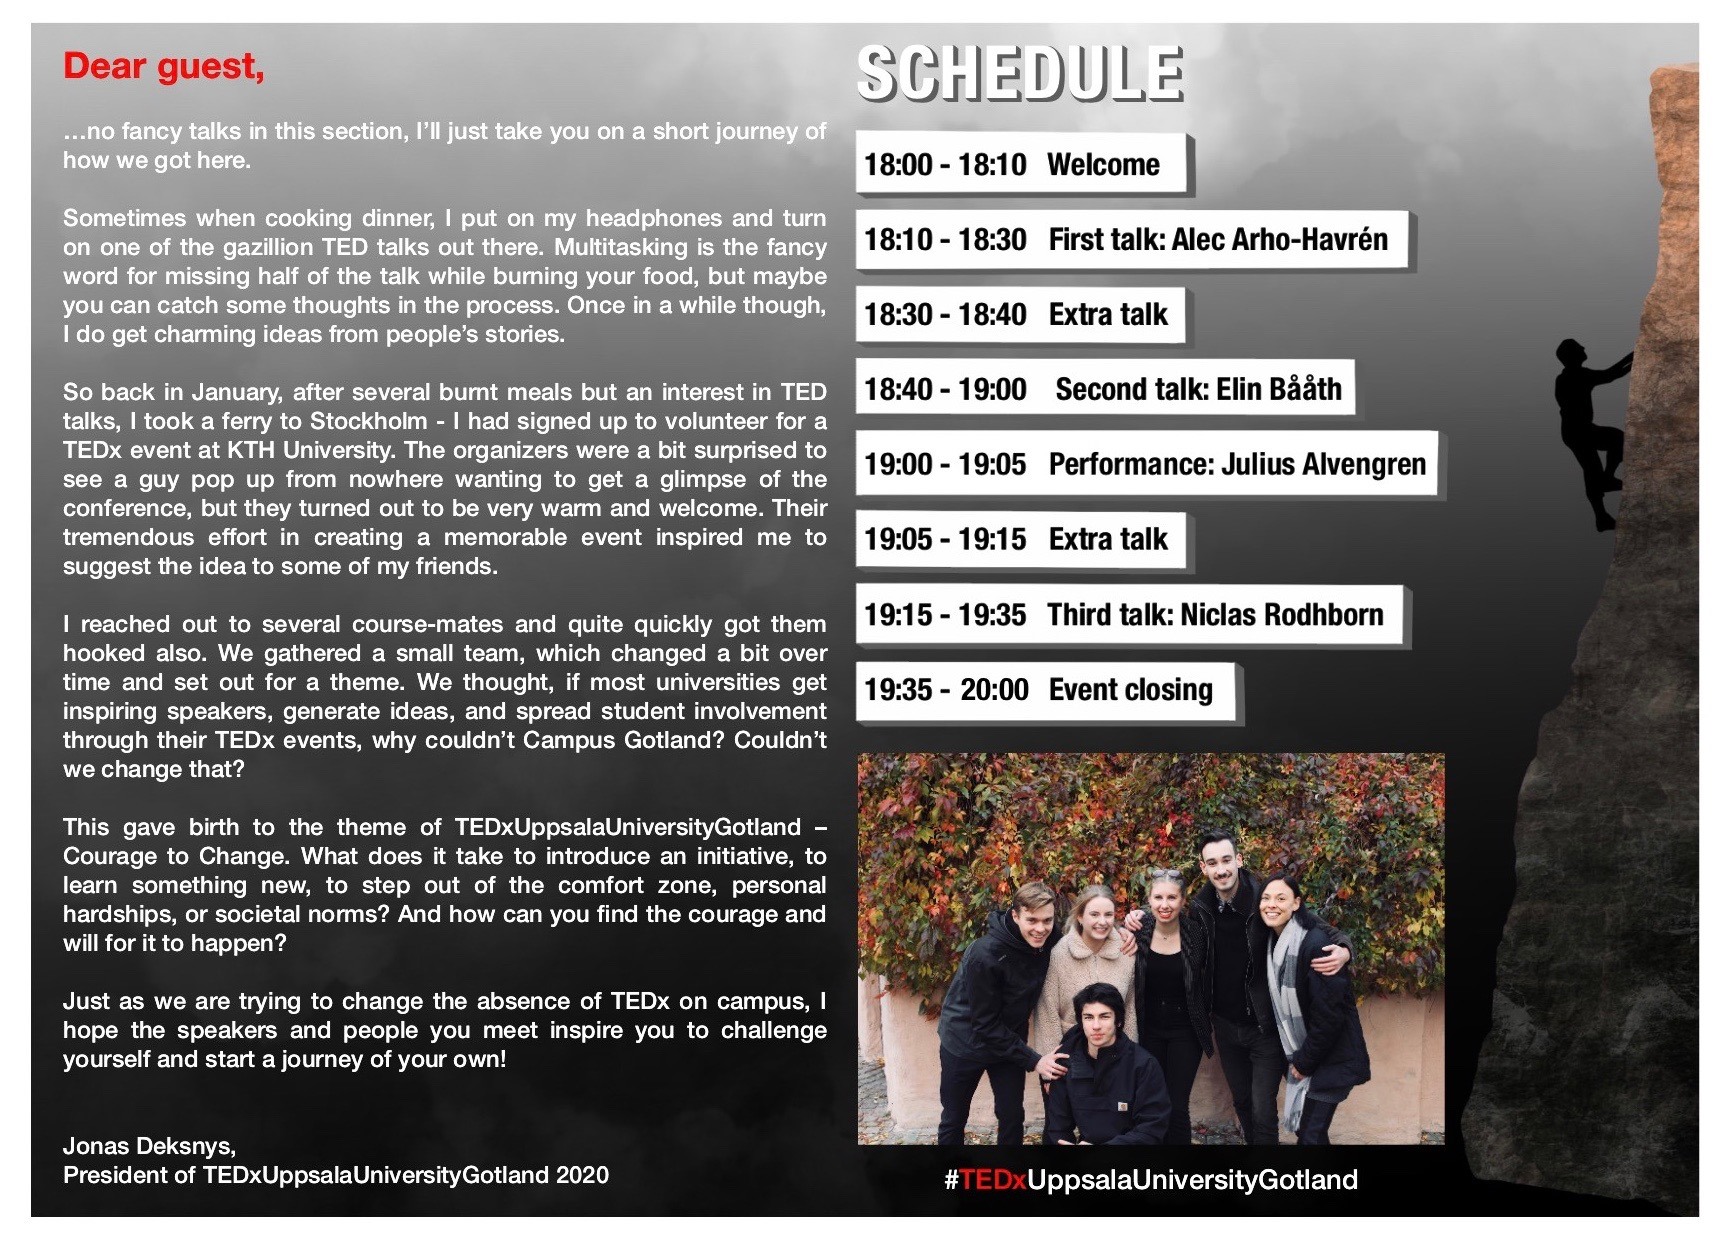 Dear guest,
…no fancy talks in this section, I’ll just take you on a short journey of
how we got here.
Sometimes when cooking dinner, I put on my headphones and turn
on one of the gazillion TED talks out there. Multitasking is the fancy
word for missing half of the talk while burning your food, but maybe
you can catch some thoughts in the process. Once in a while though,
I do get charming ideas from people’s stories.
So back in January, after several burnt meals but an interest in TED
talks, I took a ferry to Stockholm - I had signed up to volunteer for a
TEDx event at KTH University. The organizers were a bit surprised to
see a guy pop up from nowhere wanting to get a glimpse of the
conference, but they turned out to be very warm and welcome. Their
tremendous effort in creating a memorable event inspired me to
suggest the idea to some of my friends.
I reached out to several course-mates and quite quickly got them
hooked also. We gathered a small team, which changed a bit over
time and set out for a theme. We thought, if most universities get
inspiring speakers, generate ideas, and spread student involvement
through their TEDx events, why couldn’t Campus Gotland? Couldn’t
we change that?
This gave birth to the theme of TEDxUppsalaUniversityGotland –
Courage to Change. What does it take to introduce an initiative, to
learn something new, to step out of the comfort zone, personal
hardships, or societal norms? And how can you find the courage and
will for it to happen?
Just as we are trying to change the absence of TEDx on campus, I
hope the speakers and people you meet inspire you to challenge
yourself and start a journey of your own!
Jonas Deksnys,
President of TEDxUppsalaUniversityGotland 2020
SCHEDULE
18:00 - 18:10 Welcome
18:10 - 18:30 First talk: Alec Arho-Havrén
18:30 - 18:40 Extra talk
18:40 - 19:00 Second talk: Elin Bååth
19:00 - 19:05 Performance: Julius Alvengren
19:05 - 19:15 Extra talk
19:15 - 19:35 Third talk: Niclas Rodhborn
19:35 - 20:00 Event closing
#TEDxUppsalaUniversityGotland